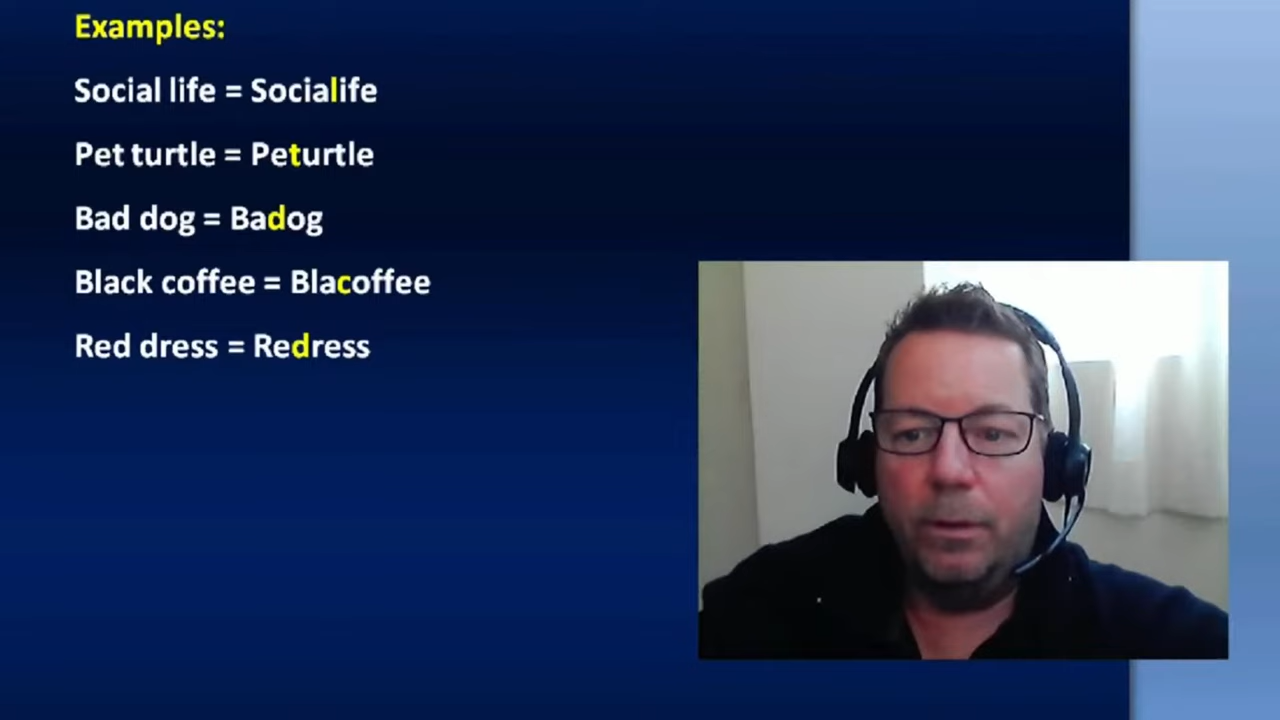 Examples:
Social life = Socialife
Pet turtle = Peturtle
Bad dog = Badog
Black coffee = Blacoffee
Red dress = Redress